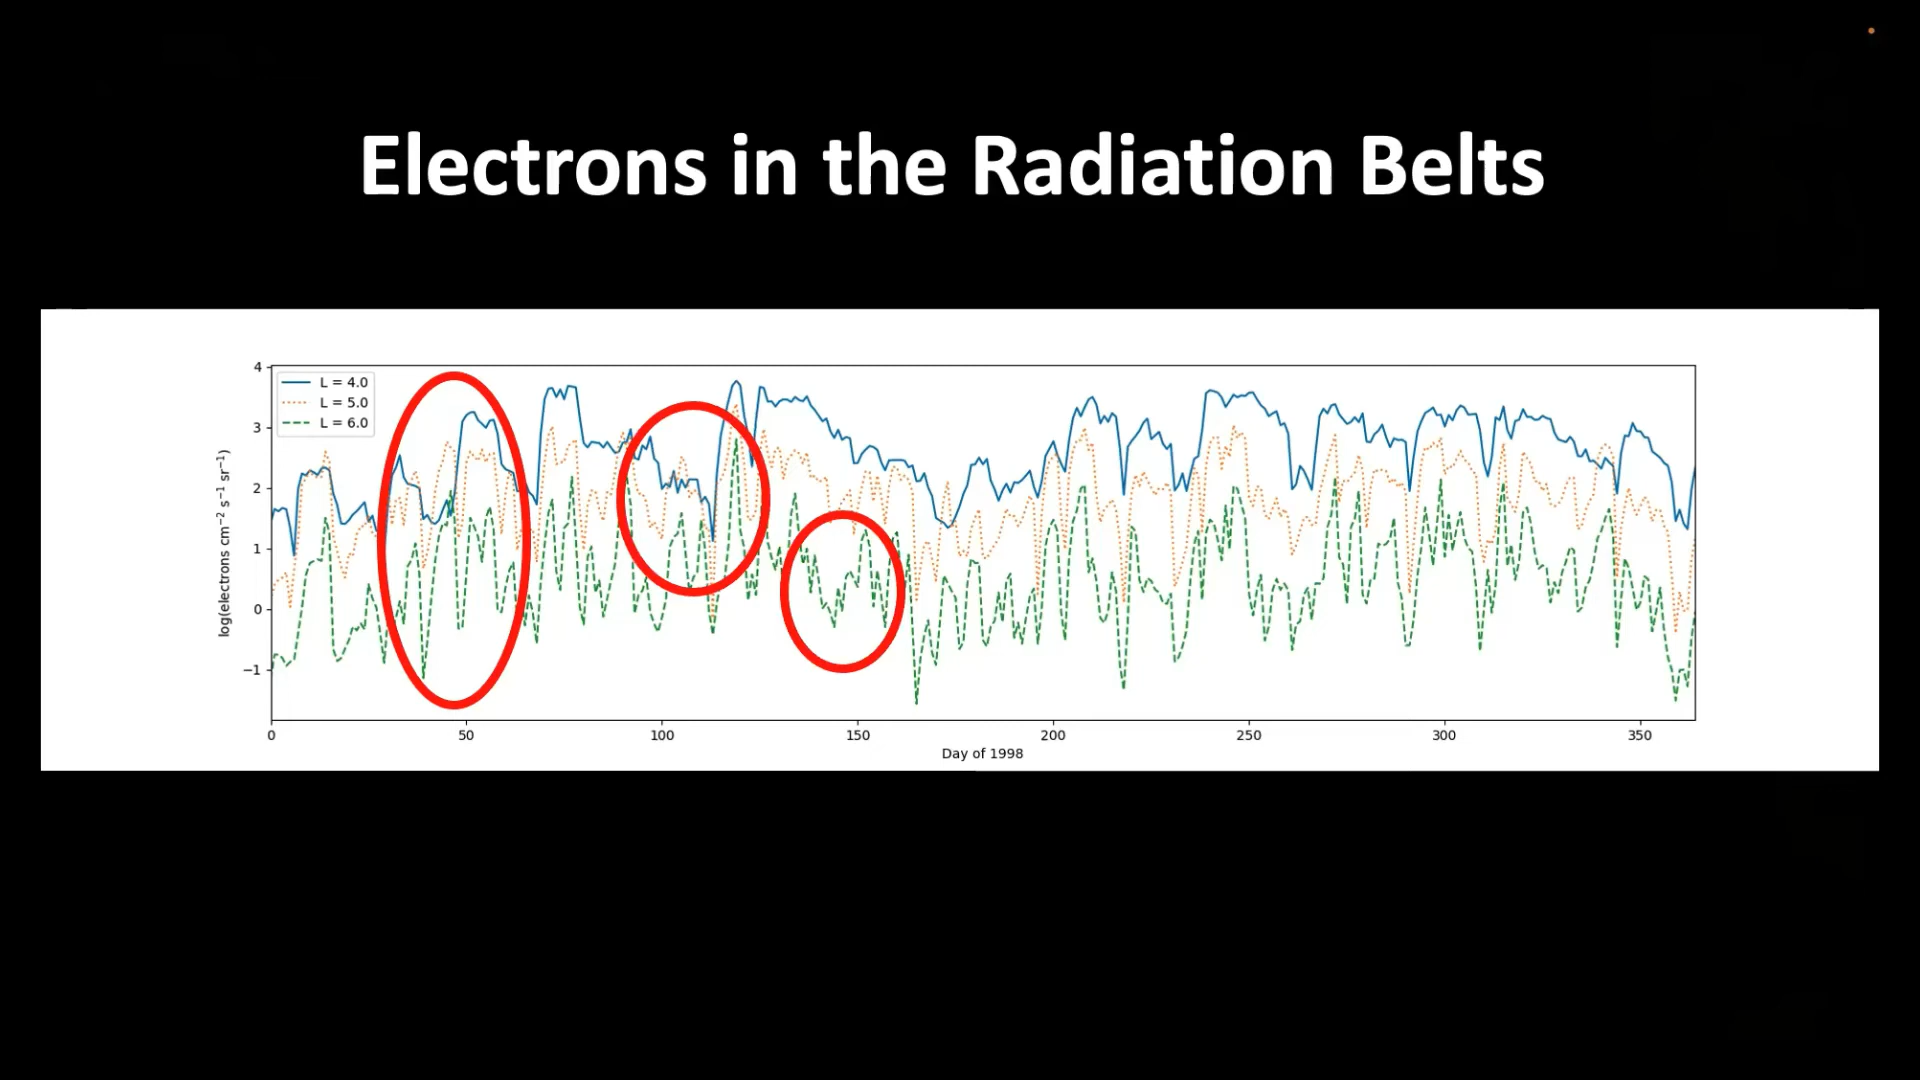 Electrons in the Radiation Belts
L = 4.0
L = 5.0
L = 6.0
4
3
2
1
0
−1
log(electrons cm⁻² s⁻¹ sr⁻¹)
0 50 100 150 200 250 300 350
Day of 1998